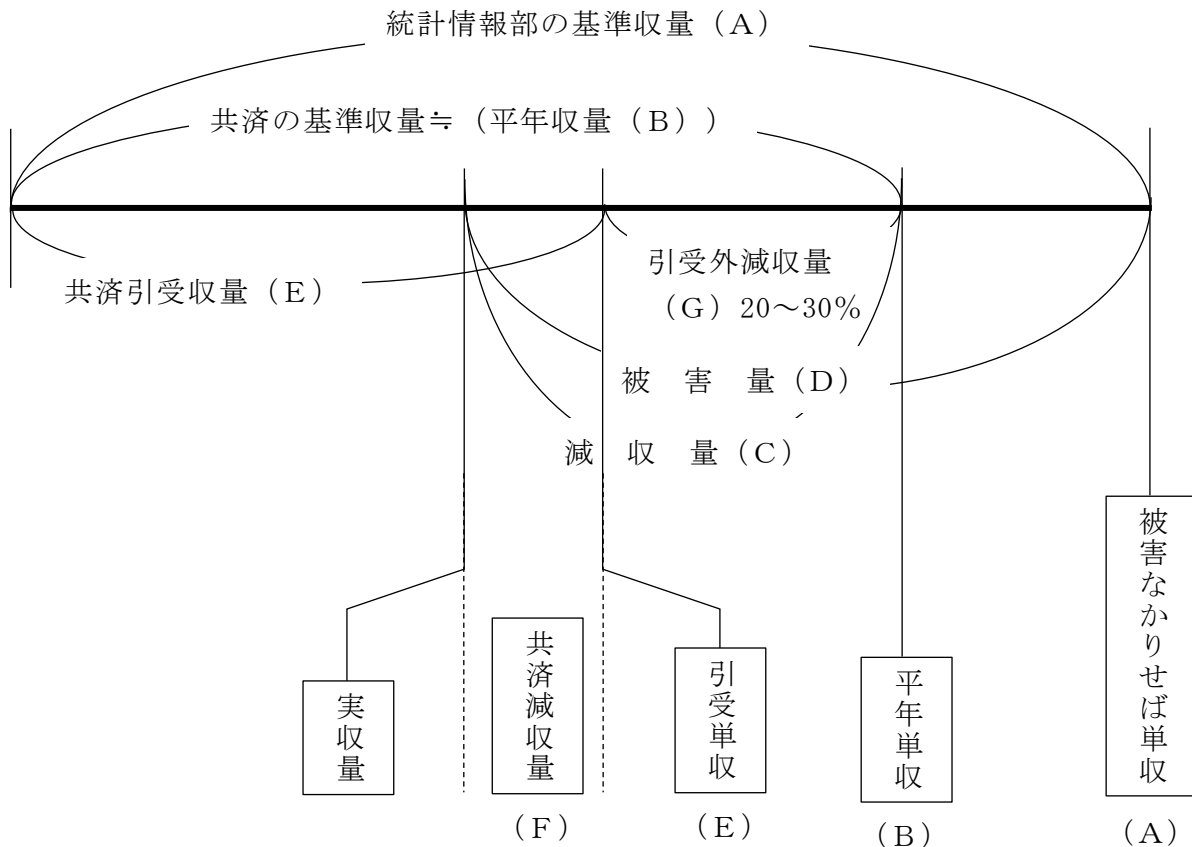 統計情報部の基準収量（A）
共済の基準収量≒（平年収量（B））
共済引受収量（E）
引受外減収量
（G）20～30%
被　害　量（D）
減　収　量（C）
実収量
共済減収量
引受単収
平年単収
被害なかりせば単収
（F）
（E）
（B）
（A）